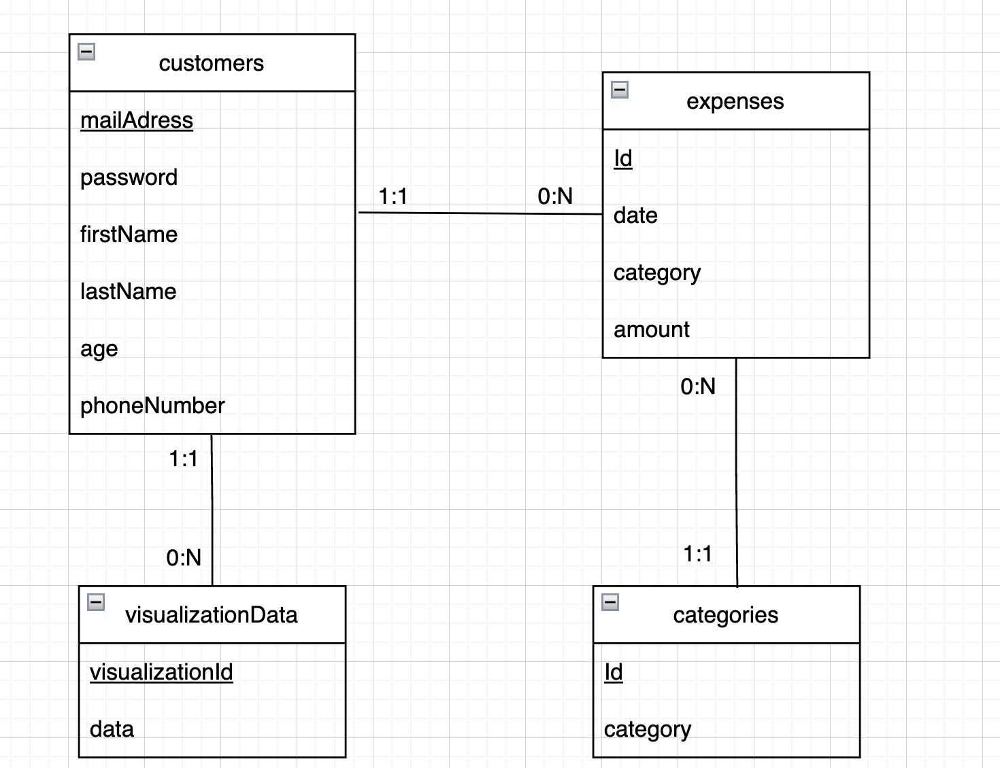 customers
mailAdress
password
firstName
lastName
age
phoneNumber
1:1
0:N
expenses
Id
date
category
amount
1:1
0:N
0:N
1:1
visualizationData
visualizationId
data
categories
Id
category